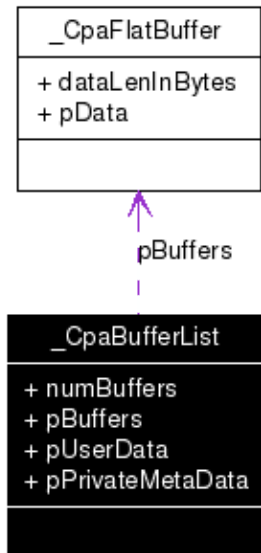 _CpaFlatBuffer
+ dataLenInBytes
+ pData
pBuffers
_CpaBufferList
+ numBuffers
+ pBuffers
+ pUserData
+ pPrivateMetaData